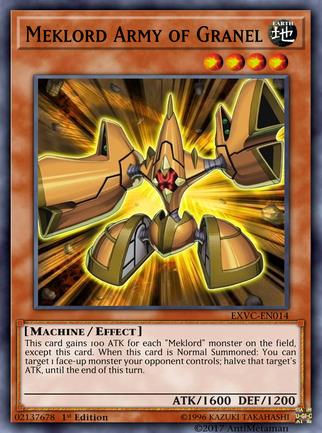 MEKLORD ARMY OF GRANEL
EARTH
地
EXVC-EN014
[MACHINE / EFFECT]
This card gains 100 ATK for each "Meklord" monster on the field,
except this card. When this card is Normal Summoned: You can
target 1 face-up monster your opponent controls; halve that target's
ATK, until the end of this turn.
ATK/1600 DEF/1200
02137678 1st Edition ©1996 KAZUKI TAKAHASHI
©2017 AntiMetaman